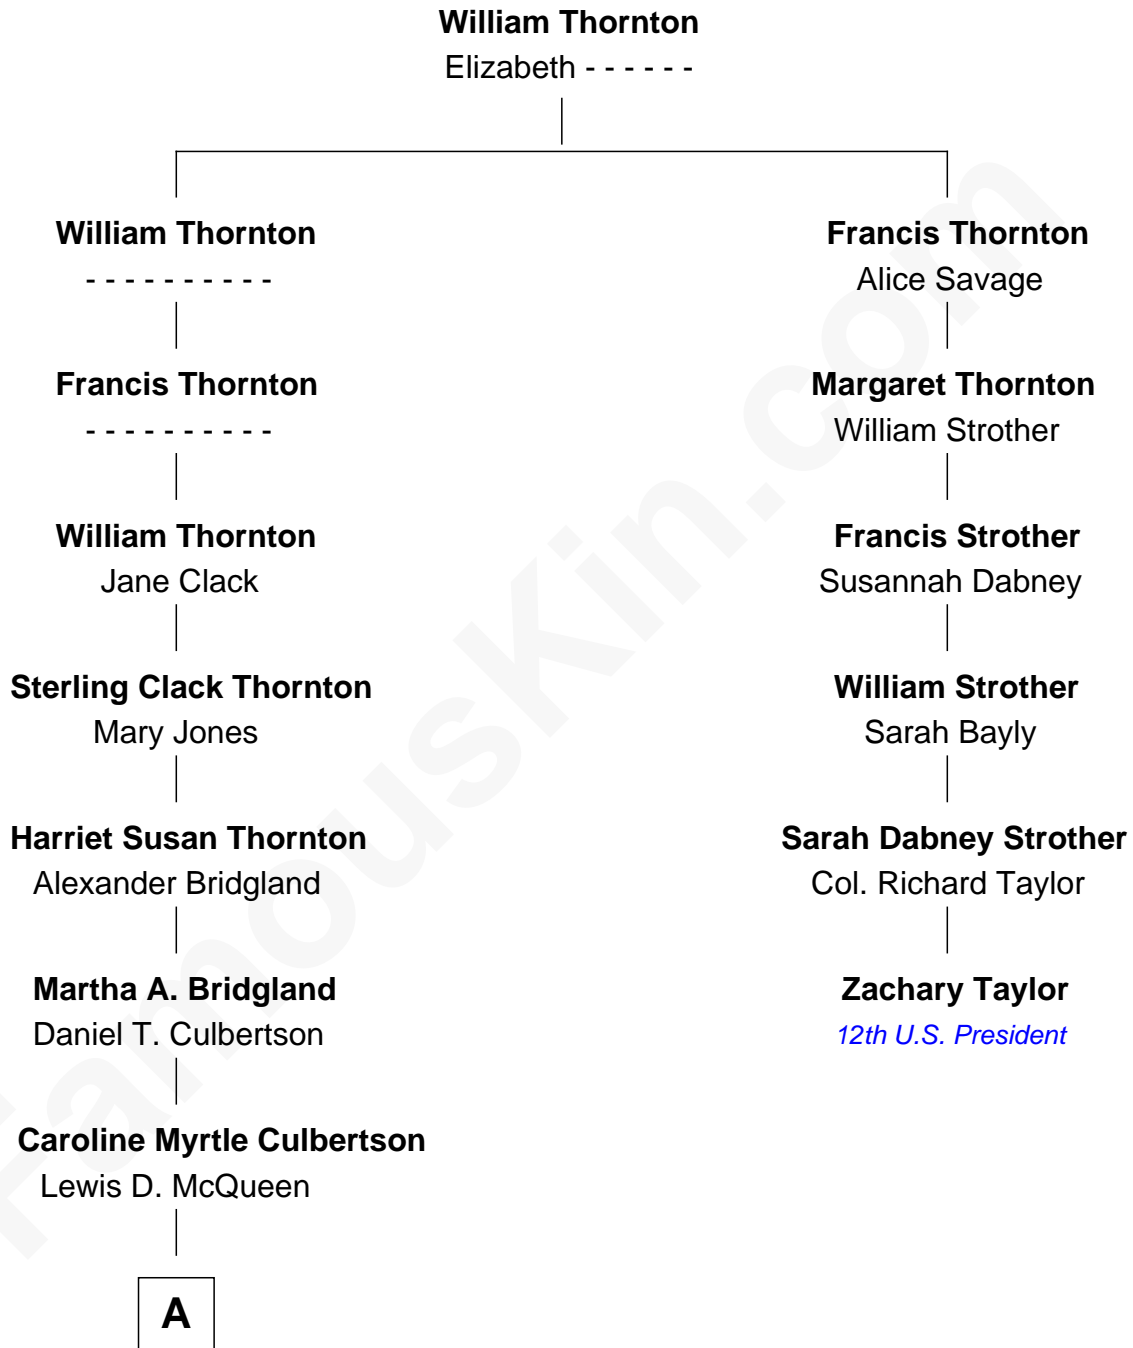 William Thornton
Elizabeth - - - - - -
William Thornton
- - - - - - - - - -
Francis Thornton
Alice Savage
Francis Thornton
- - - - - - - - - -
Margaret Thornton
William Strother
William Thornton
Jane Clack
Francis Strother
Susannah Dabney
Sterling Clack Thornton
Mary Jones
William Strother
Sarah Bayly
Harriet Susan Thornton
Alexander Bridgland
Sarah Dabney Strother
Col. Richard Taylor
Martha A. Bridgland
Daniel T. Culbertson
Zachary Taylor
12th U.S. President
Caroline Myrtle Culbertson
Lewis D. McQueen
A
FamousKin.com